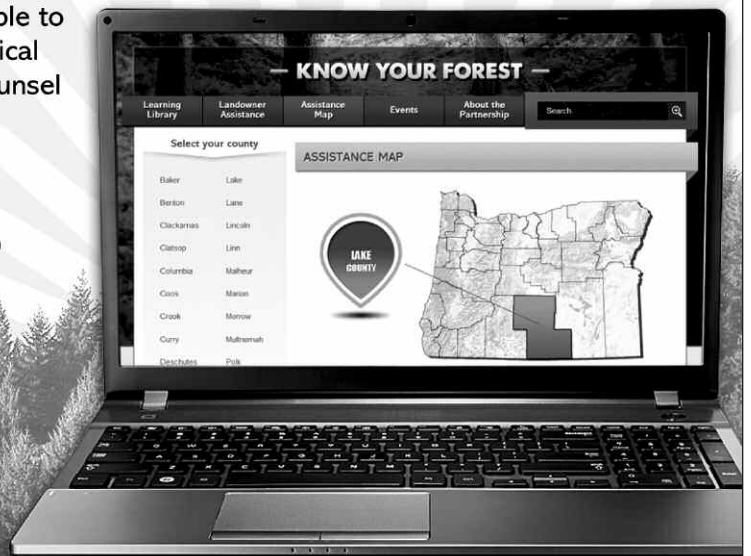 ble to
ical
unsel
— KNOW YOUR FOREST —
Learning Library
Landowner Assistance
Assistance Map
Events
About the Partnership
Search
Select your county
ASSISTANCE MAP
Baker Lake
Benton Lane
Clackamas Lincoln
Clatsop Linn
Columbia Malheur
Coos Marion
Crook Morrow
Curry Multnomah
Deschutes Polk
LAKE
COUNTY